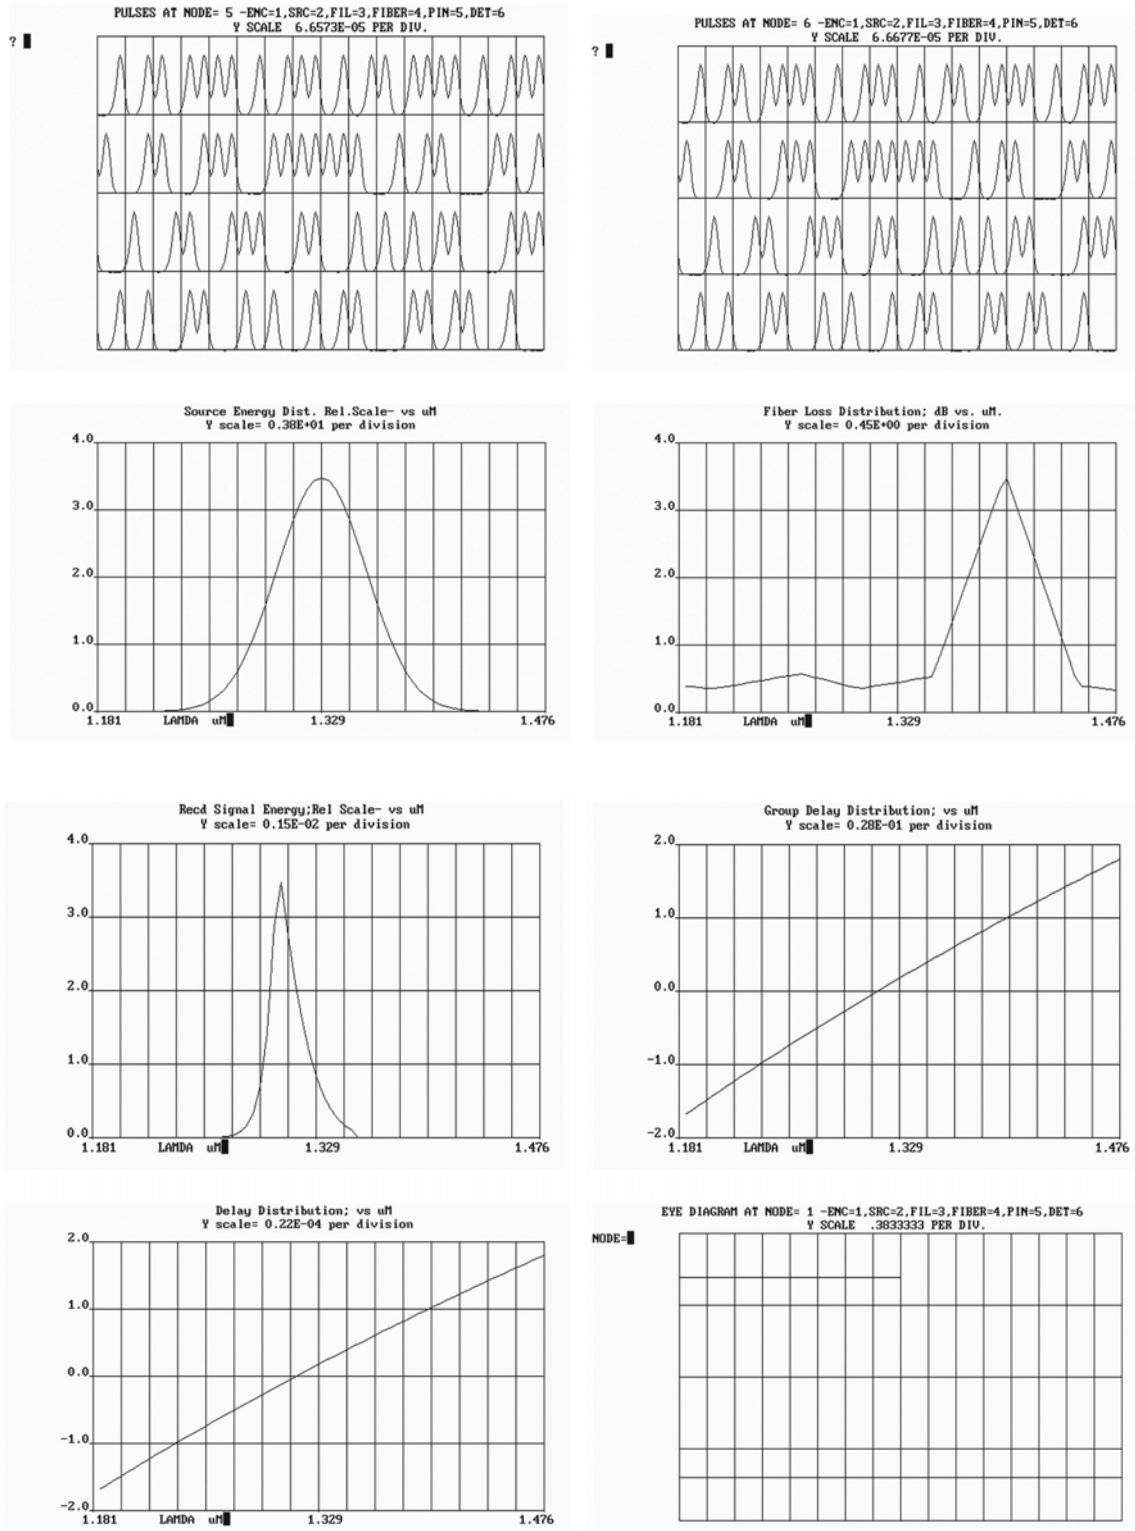 PULSES AT NODE= 5 -ENC=1,SRC=2,FIL=3,FIBER=4,PIN=5,DET=6
Y SCALE 6.6573E-05 PER DIV.
?
PULSES AT NODE= 6 -ENC=1,SRC=2,FIL=3,FIBER=4,PIN=5,DET=6
Y SCALE 6.6677E-05 PER DIV.
?
Source Energy Dist. Rel.Scale- vs uM
Y scale= 0.38E+01 per division
4.0
3.0
2.0
1.0
0.0
1.181 LAMDA uM 1.329 1.476
Fiber Loss Distribution; dB vs. uM.
Y scale= 0.45E+00 per division
4.0
3.0
2.0
1.0
0.0
1.181 LAMDA uM 1.329 1.476
Recd Signal Energy;Rel Scale- vs uM
Y scale= 0.15E-02 per division
4.0
3.0
2.0
1.0
0.0
1.181 LAMDA uM 1.329 1.476
Group Delay Distribution; vs uM
Y scale= 0.28E-01 per division
2.0
1.0
0.0
-1.0
-2.0
1.181 LAMDA uM 1.329 1.476
Delay Distribution; vs uM
Y scale= 0.22E-04 per division
2.0
1.0
0.0
-1.0
-2.0
1.181 LAMDA uM 1.329 1.476
EYE DIAGRAM AT NODE= 1 -ENC=1,SRC=2,FIL=3,FIBER=4,PIN=5,DET=6
Y SCALE .3833333 PER DIV.
NODE=